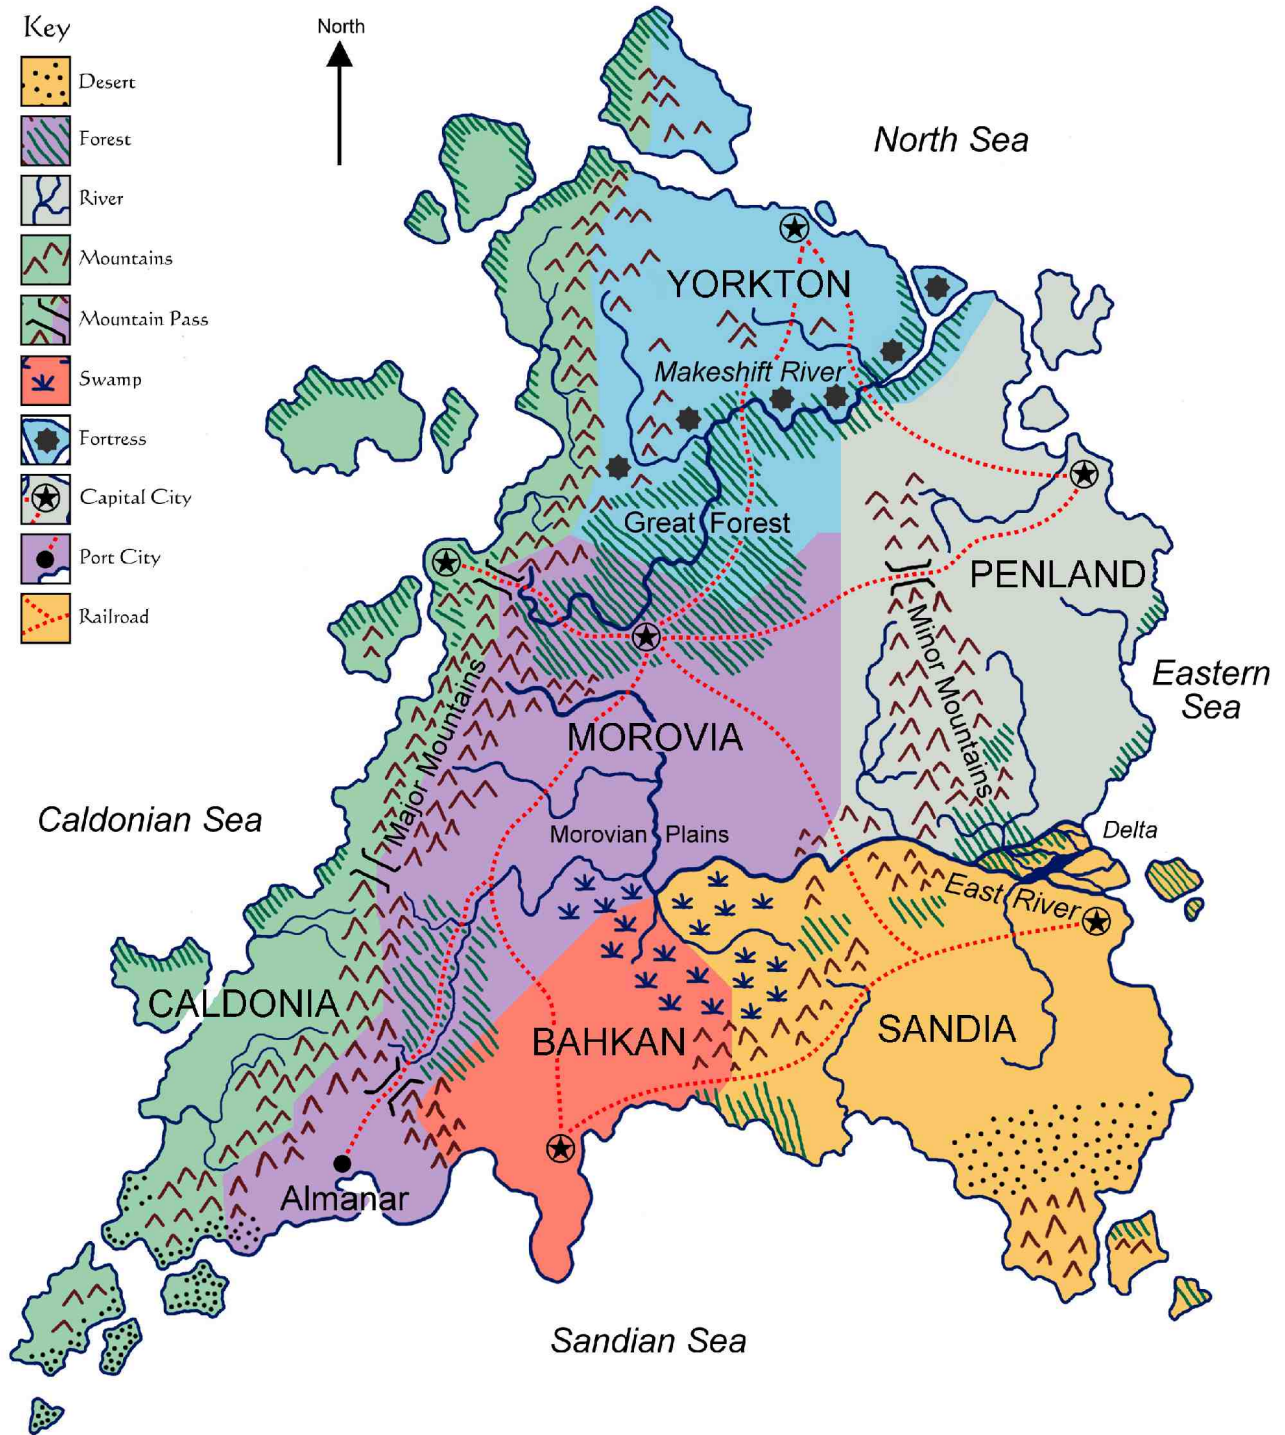 Key
Desert
Forest
River
Mountains
Mountain Pass
Swamp
Fortress
Capital City
Port City
Railroad
North
North Sea
YORKTON
Makeshift River
Great Forest
PENLAND
Minor Mountains
Eastern
Sea
Major Mountains
MOROVIA
Caldonian Sea
Morovian Plains
Delta
East River
CALDONIA
BAHKAN
SANDIA
Almanar
Sandian Sea